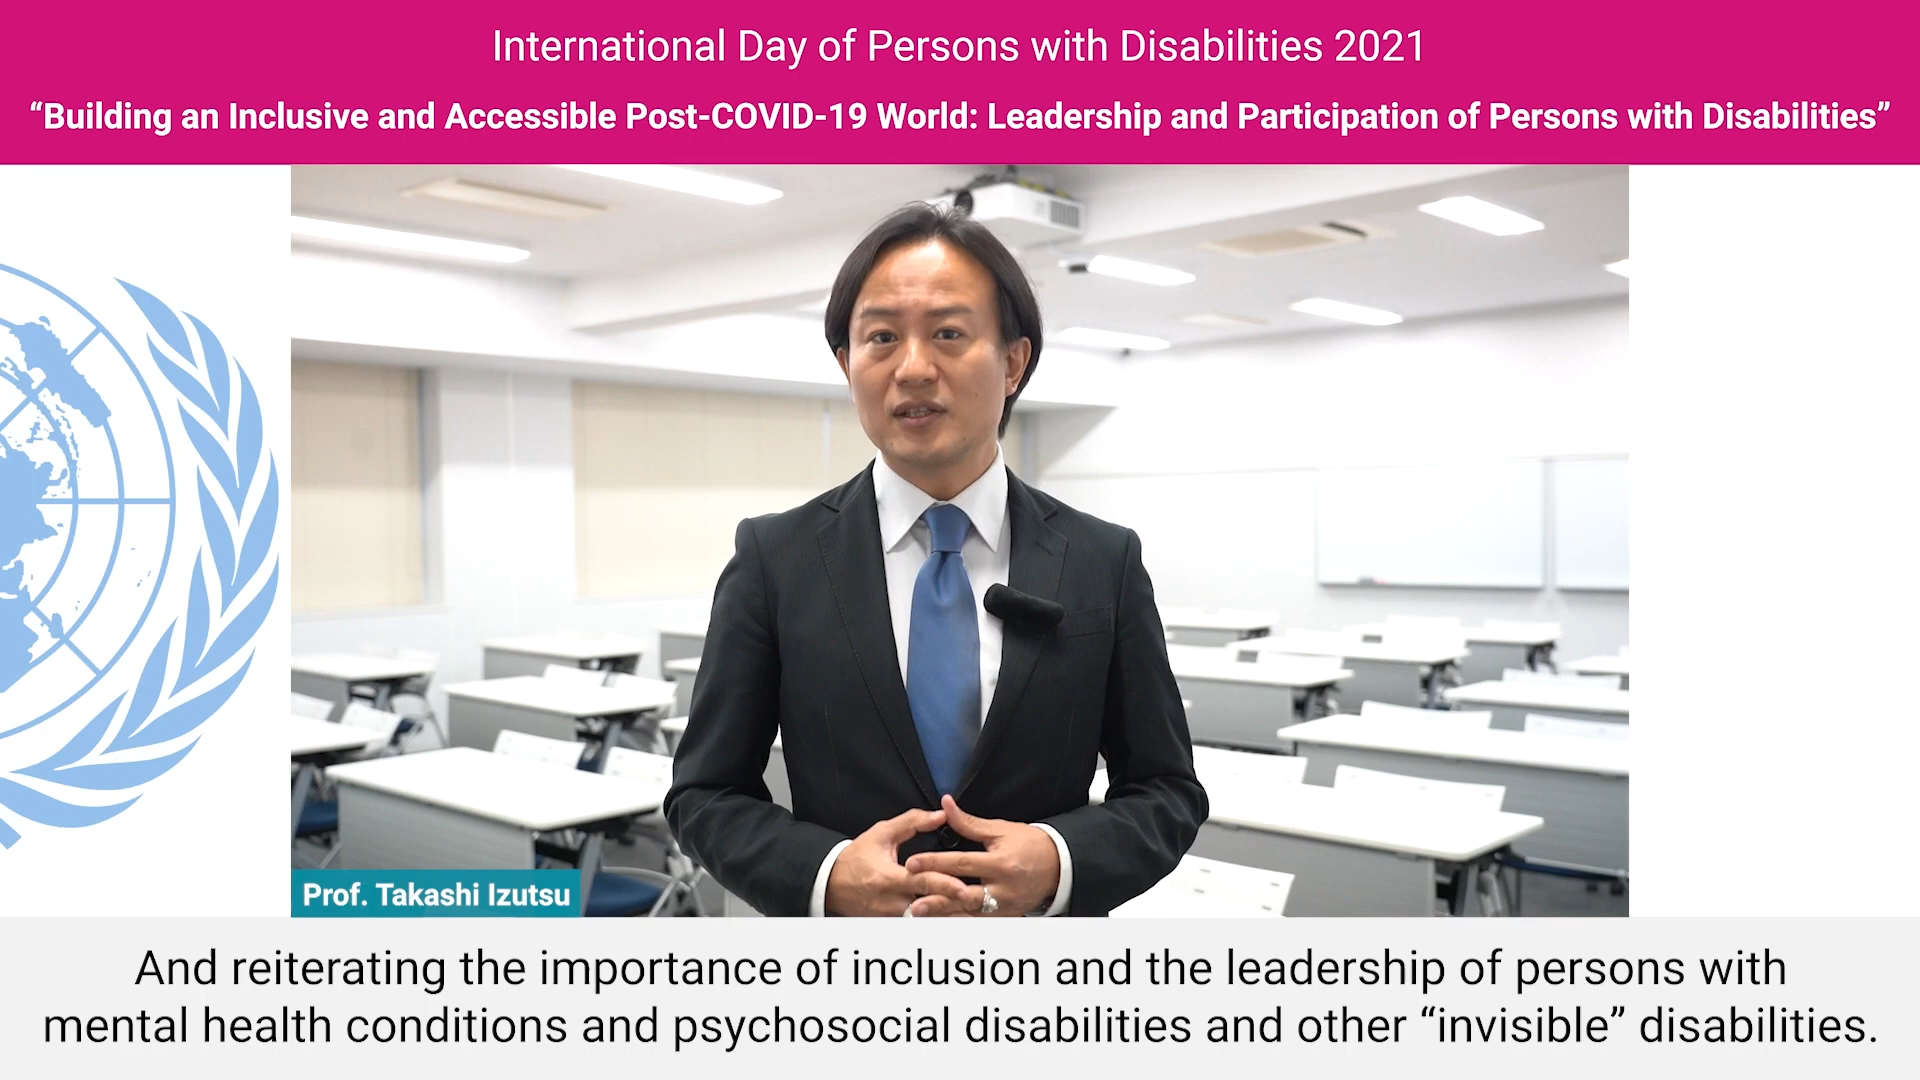 International Day of Persons with Disabilities 2021
“Building an Inclusive and Accessible Post-COVID-19 World: Leadership and Participation of Persons with Disabilities”
Prof. Takashi Izutsu
And reiterating the importance of inclusion and the leadership of persons with
mental health conditions and psychosocial disabilities and other “invisible” disabilities.